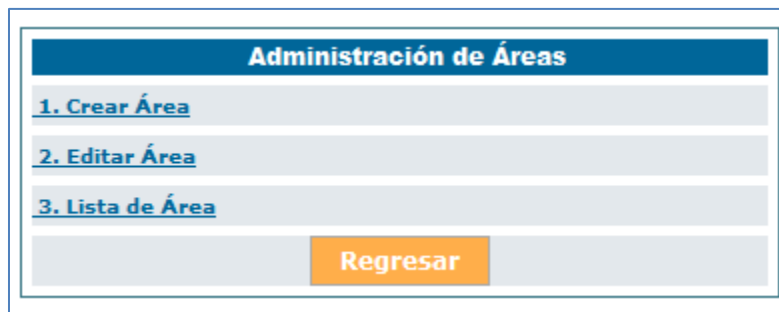 Administración de Áreas
1. Crear Área
2. Editar Área
3. Lista de Área
Regresar